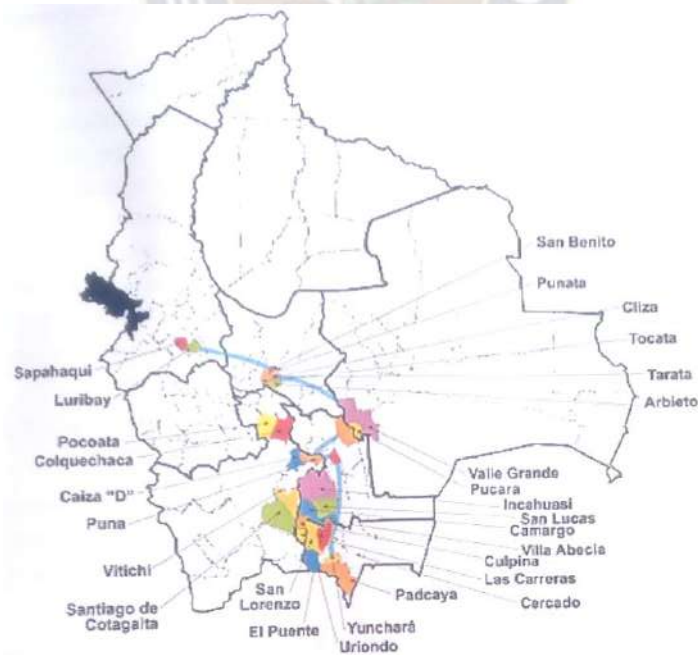 San Benito
Punata
Cliza
Tocata
Tarata
Arbieto
Sapahaqui
Luribay
Pocoata
Colquechaca
Caiza "D"
Puna
Vitichi
Santiago de
Cotagaita
San
Lorenzo
El Puente
Yunchará
Uriondo
Padcaya
Valle Grande
Pucara
Incahuasi
San Lucas
Camargo
Villa Abecia
Culpina
Las Carreras
Cercado